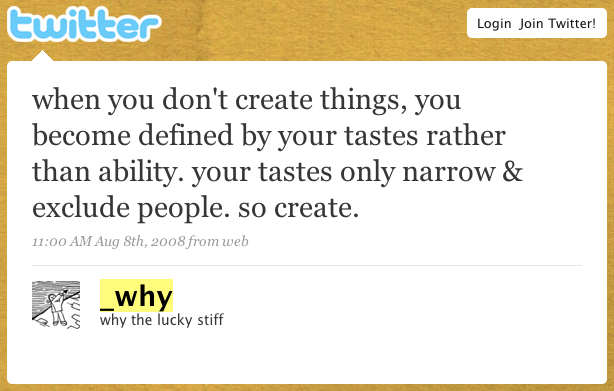 twitter
Login Join Twitter!
when you don't create things, you
become defined by your tastes rather
than ability. your tastes only narrow &
exclude people. so create.
11:00 AM Aug 8th, 2008 from web
_why
why the lucky stiff